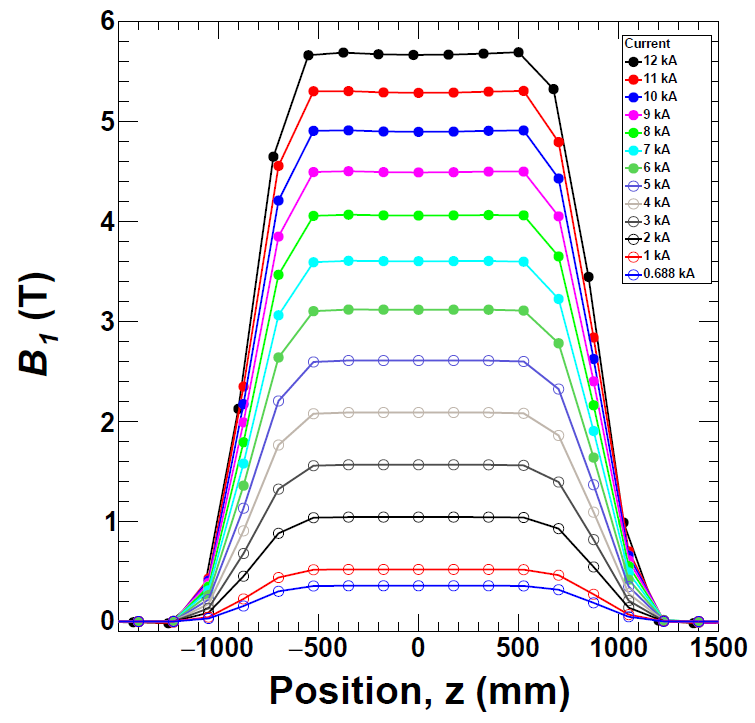 6
5
4
3
2
1
0
B1 (T)
Current
12 kA
11 kA
10 kA
9 kA
8 kA
7 kA
6 kA
5 kA
4 kA
3 kA
2 kA
1 kA
0.688 kA
−1000 −500 0 500 1000 1500
Position, z (mm)